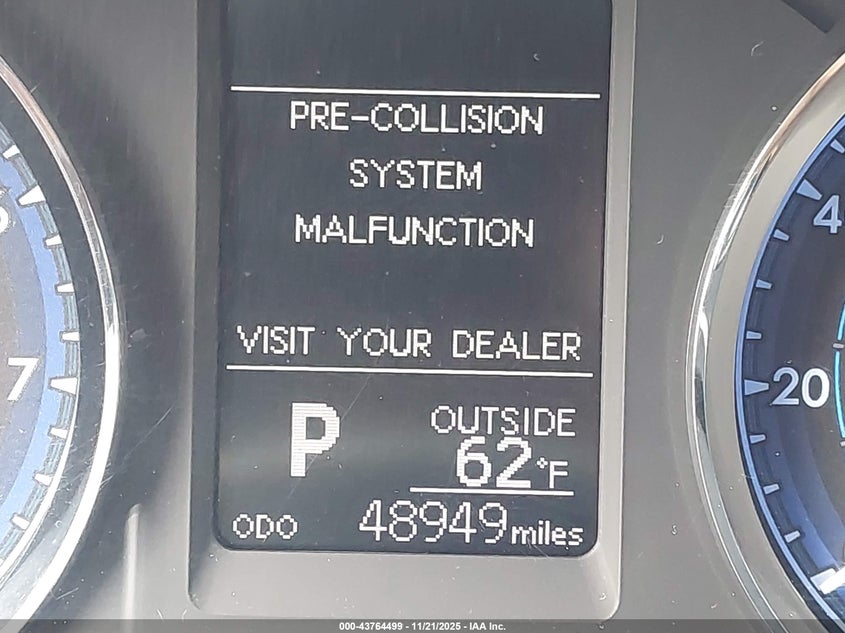 PRE-COLLISION
SYSTEM
MALFUNCTION
VISIT YOUR DEALER
P
OUTSIDE
62°F
ODO 48949 miles
7
4
20
000-43764499 - 11/21/2025 - IAA Inc.